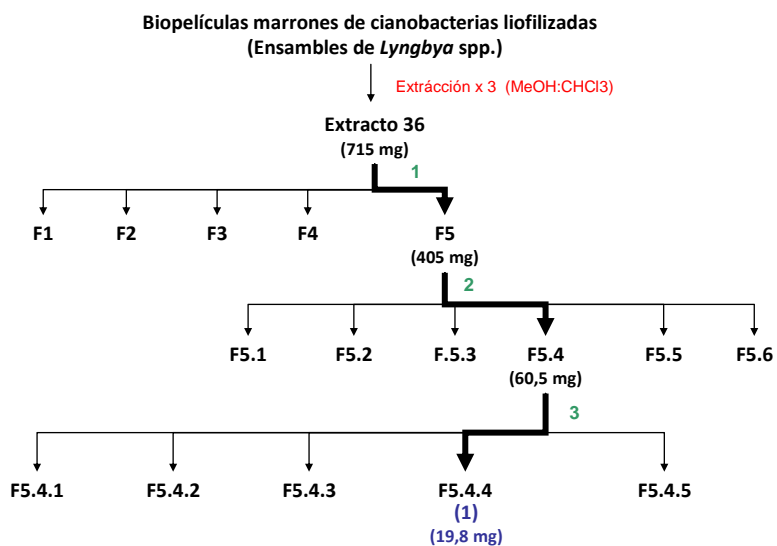 Biopelículas marrones de cianobacterias liofilizadas
(Ensambles de Lyngbya spp.)
Extrácción x 3 (MeOH:CHCl3)
Extracto 36
(715 mg)
1
F1 F2 F3 F4 F5
(405 mg)
2
F5.1 F5.2 F.5.3 F5.4 F5.5 F5.6
(60,5 mg)
3
F5.4.1 F5.4.2 F5.4.3 F5.4.4 F5.4.5
(1)
(19,8 mg)